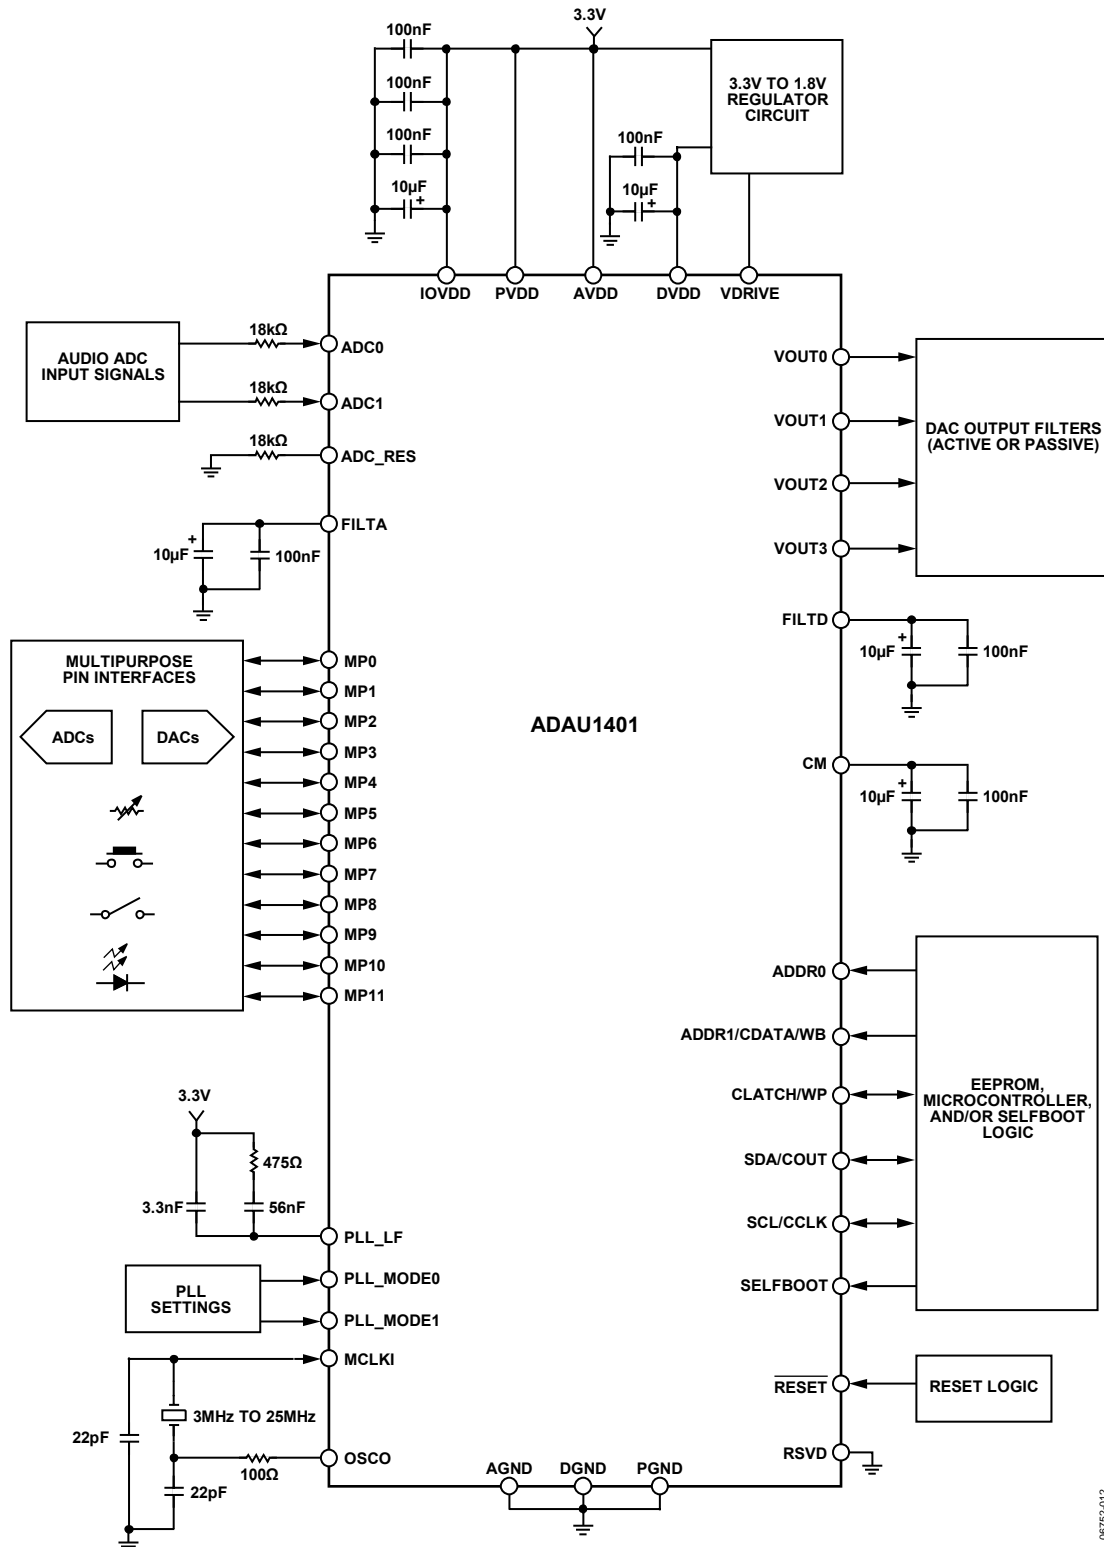 3.3V
100nF
100nF
100nF
10µF
+
100nF
10µF
+
3.3V TO 1.8V
REGULATOR
CIRCUIT
IOVDD
PVDD
AVDD
DVDD
VDRIVE
AUDIO ADC
INPUT SIGNALS
18kΩ
ADC0
18kΩ
ADC1
18kΩ
ADC_RES
FILTA
+
10µF
100nF
MULTIPURPOSE
PIN INTERFACES
ADCs
DACs
MP0
MP1
MP2
MP3
MP4
MP5
MP6
MP7
MP8
MP9
MP10
MP11
ADAU1401
VOUT0
VOUT1
VOUT2
VOUT3
DAC OUTPUT FILTERS
(ACTIVE OR PASSIVE)
FILTD
+
10µF
100nF
CM
+
10µF
100nF
ADDR0
ADDR1/CDATA/WB
CLATCH/WP
SDA/COUT
SCL/CCLK
SELFBOOT
EEPROM,
MICROCONTROLLER,
AND/OR SELFBOOT
LOGIC
3.3V
475Ω
3.3nF
56nF
PLL_LF
PLL
SETTINGS
PLL_MODE0
PLL_MODE1
MCLKI
3MHz TO 25MHz
22pF
100Ω
OSCO
22pF
RESET
RESET LOGIC
RSVD
AGND
DGND
PGND
06752-012